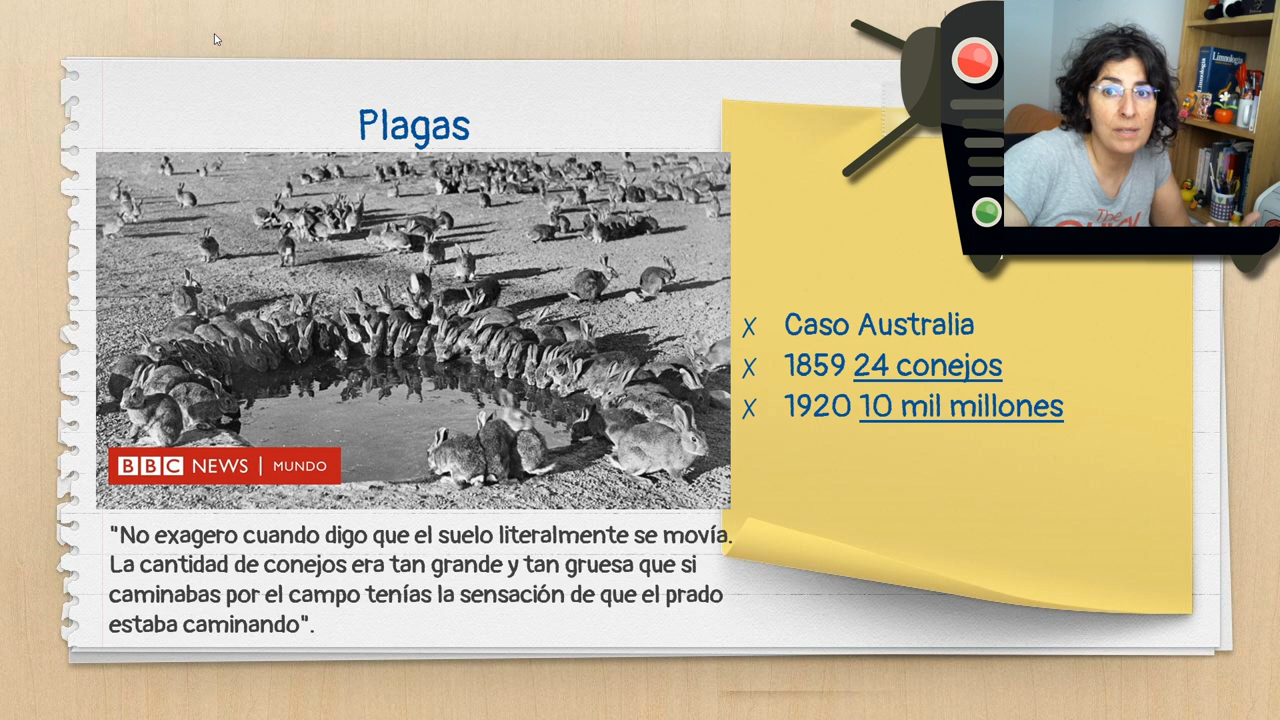 Plagas
BBC NEWS | MUNDO
"No exagero cuando digo que el suelo literalmente se movía.
La cantidad de conejos era tan grande y tan gruesa que si
caminabas por el campo tenías la sensación de que el prado
estaba caminando".
X Caso Australia
X 1859 24 conejos
X 1920 10 mil millones
Limnología
The